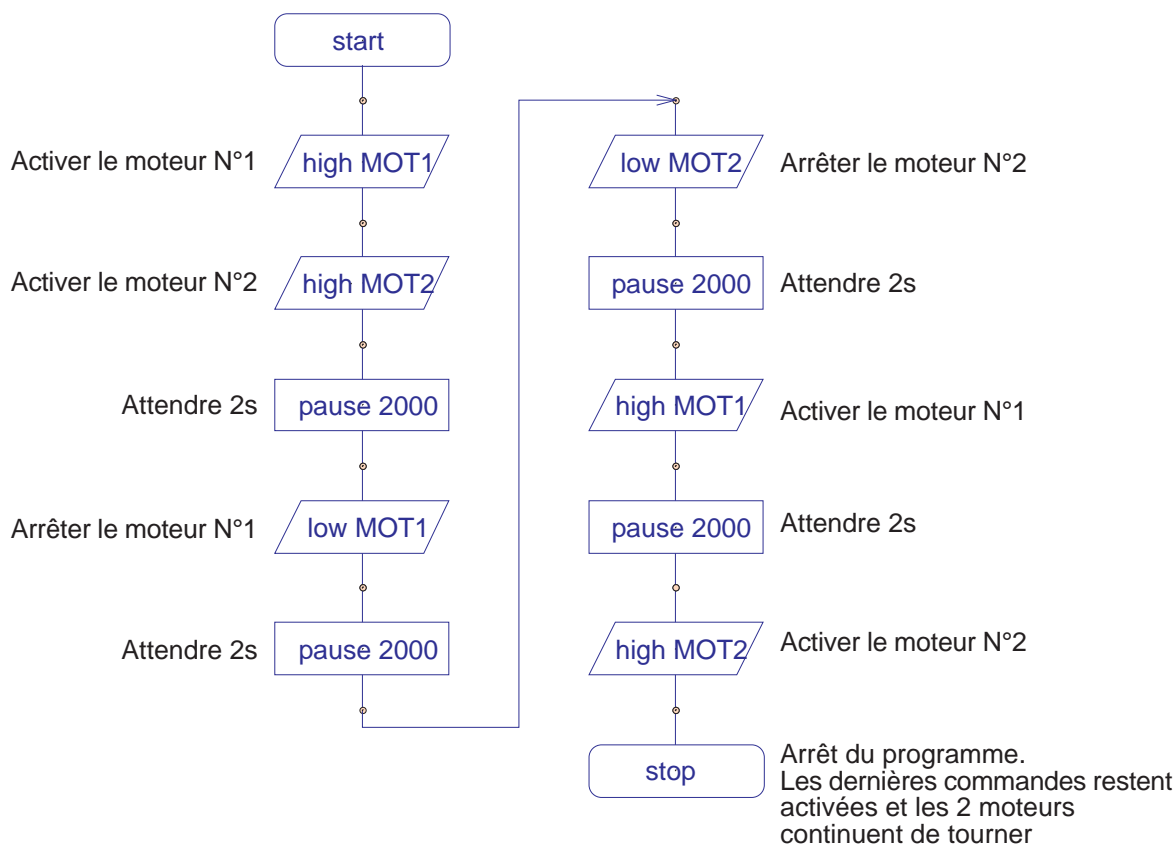 start
Activer le moteur N°1
high MOT1
Activer le moteur N°2
high MOT2
Attendre 2s
pause 2000
Arrêter le moteur N°1
low MOT1
Attendre 2s
pause 2000
low MOT2
Arrêter le moteur N°2
pause 2000
Attendre 2s
high MOT1
Activer le moteur N°1
pause 2000
Attendre 2s
high MOT2
Activer le moteur N°2
stop
Arrêt du programme.
Les dernières commandes restent
activées et les 2 moteurs
continuent de tourner